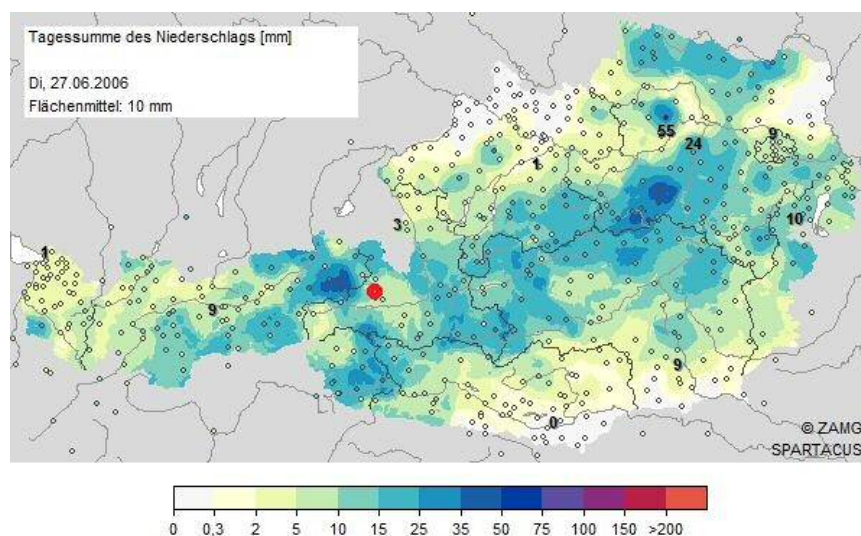 Tagessumme des Niederschlags [mm]
Di, 27.06.2006
Flächenmittel: 10 mm
55
9
24
1
10
3
1
9
9
0
© ZAMG
SPARTACUS
0 0,3 2 5 10 15 25 35 50 75 100 150 >200